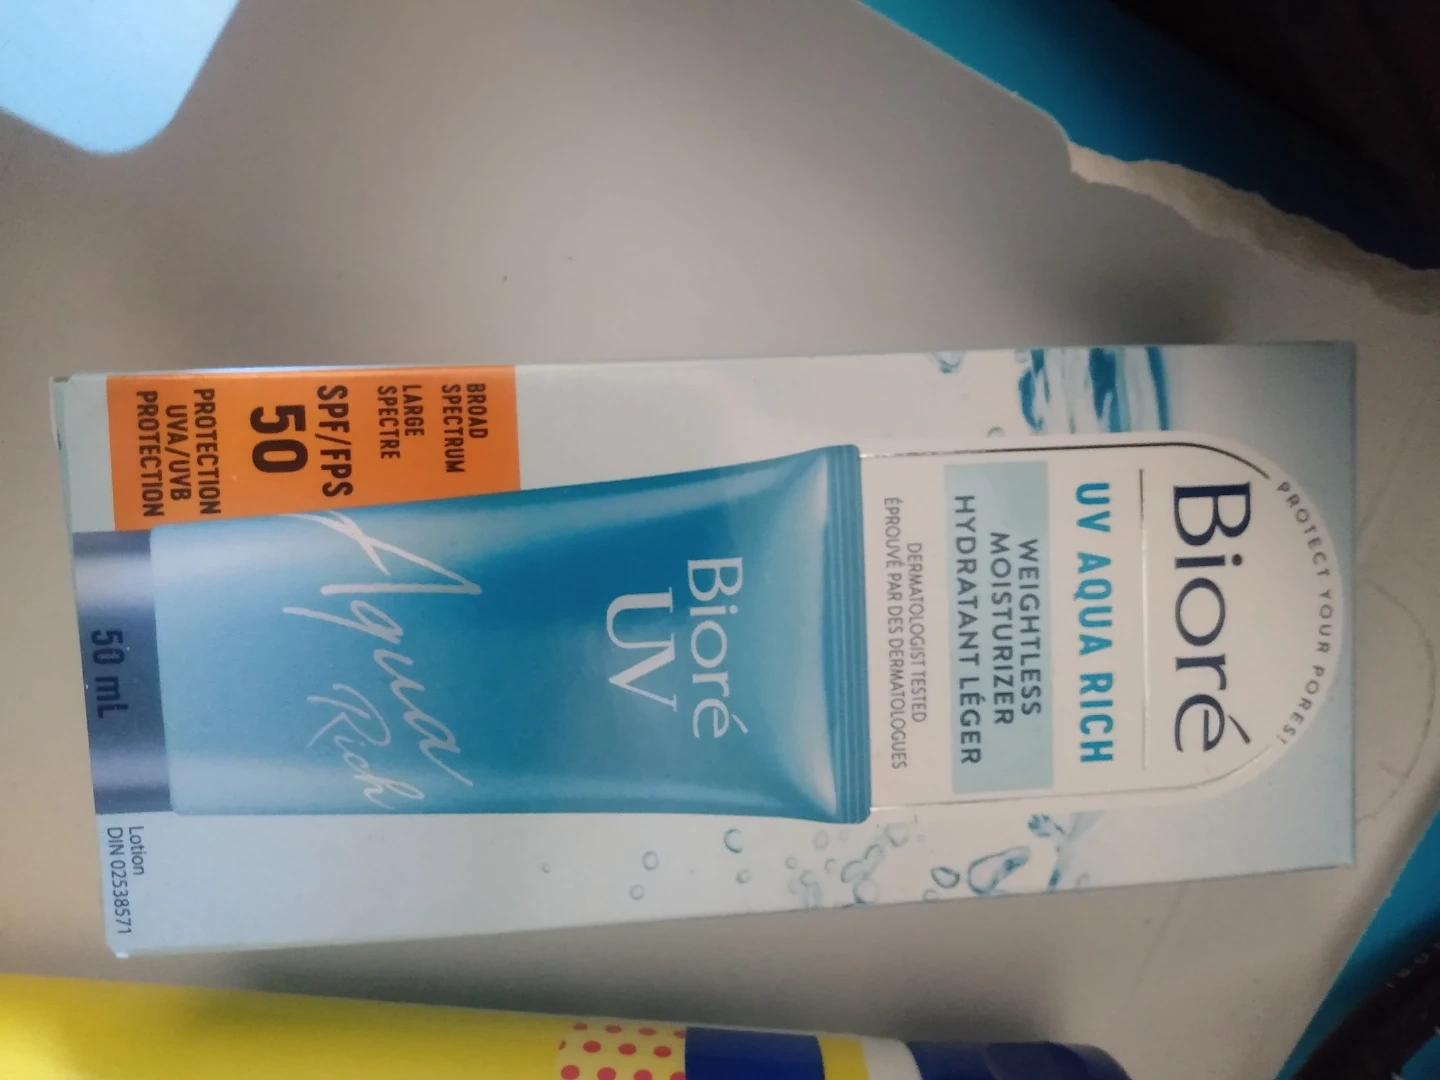 PROTECT YOUR PORES!
Bioré
UV AQUA RICH
WEIGHTLESS
MOISTURIZER
HYDRATANT LÉGER
DERMATOLOGIST TESTED
ÉPROUVÉ PAR DES DERMATOLOGUES
Bioré
UV
Aqua
Rich
BROAD
SPECTRUM
LARGE
SPECTRE
SPF/FPS
50
PROTECTION
UVA/UVB
PROTECTION
50 mL
Lotion
DIN 02538571